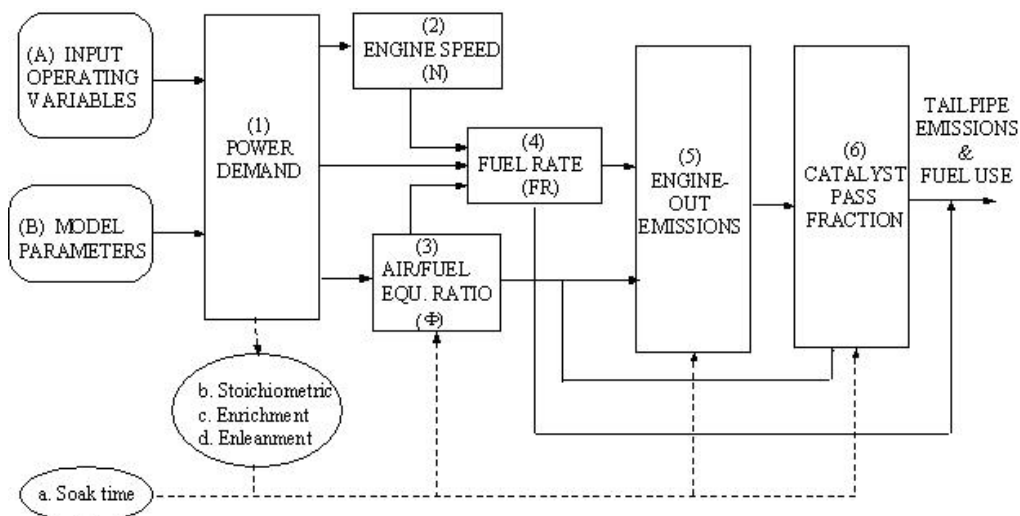 (A) INPUT
OPERATING
VARIABLES
(B) MODEL
PARAMETERS
(1)
POWER
DEMAND
(2)
ENGINE SPEED
(N)
(3)
AIR/FUEL
EQU. RATIO
(Φ)
(4)
FUEL RATE
(FR)
(5)
ENGINE-
OUT
EMISSIONS
(6)
CATALYST
PASS
FRACTION
TAILPIPE
EMISSIONS
&
FUEL USE
b. Stoichiometric
c. Enrichment
d. Enleanment
a. Soak time